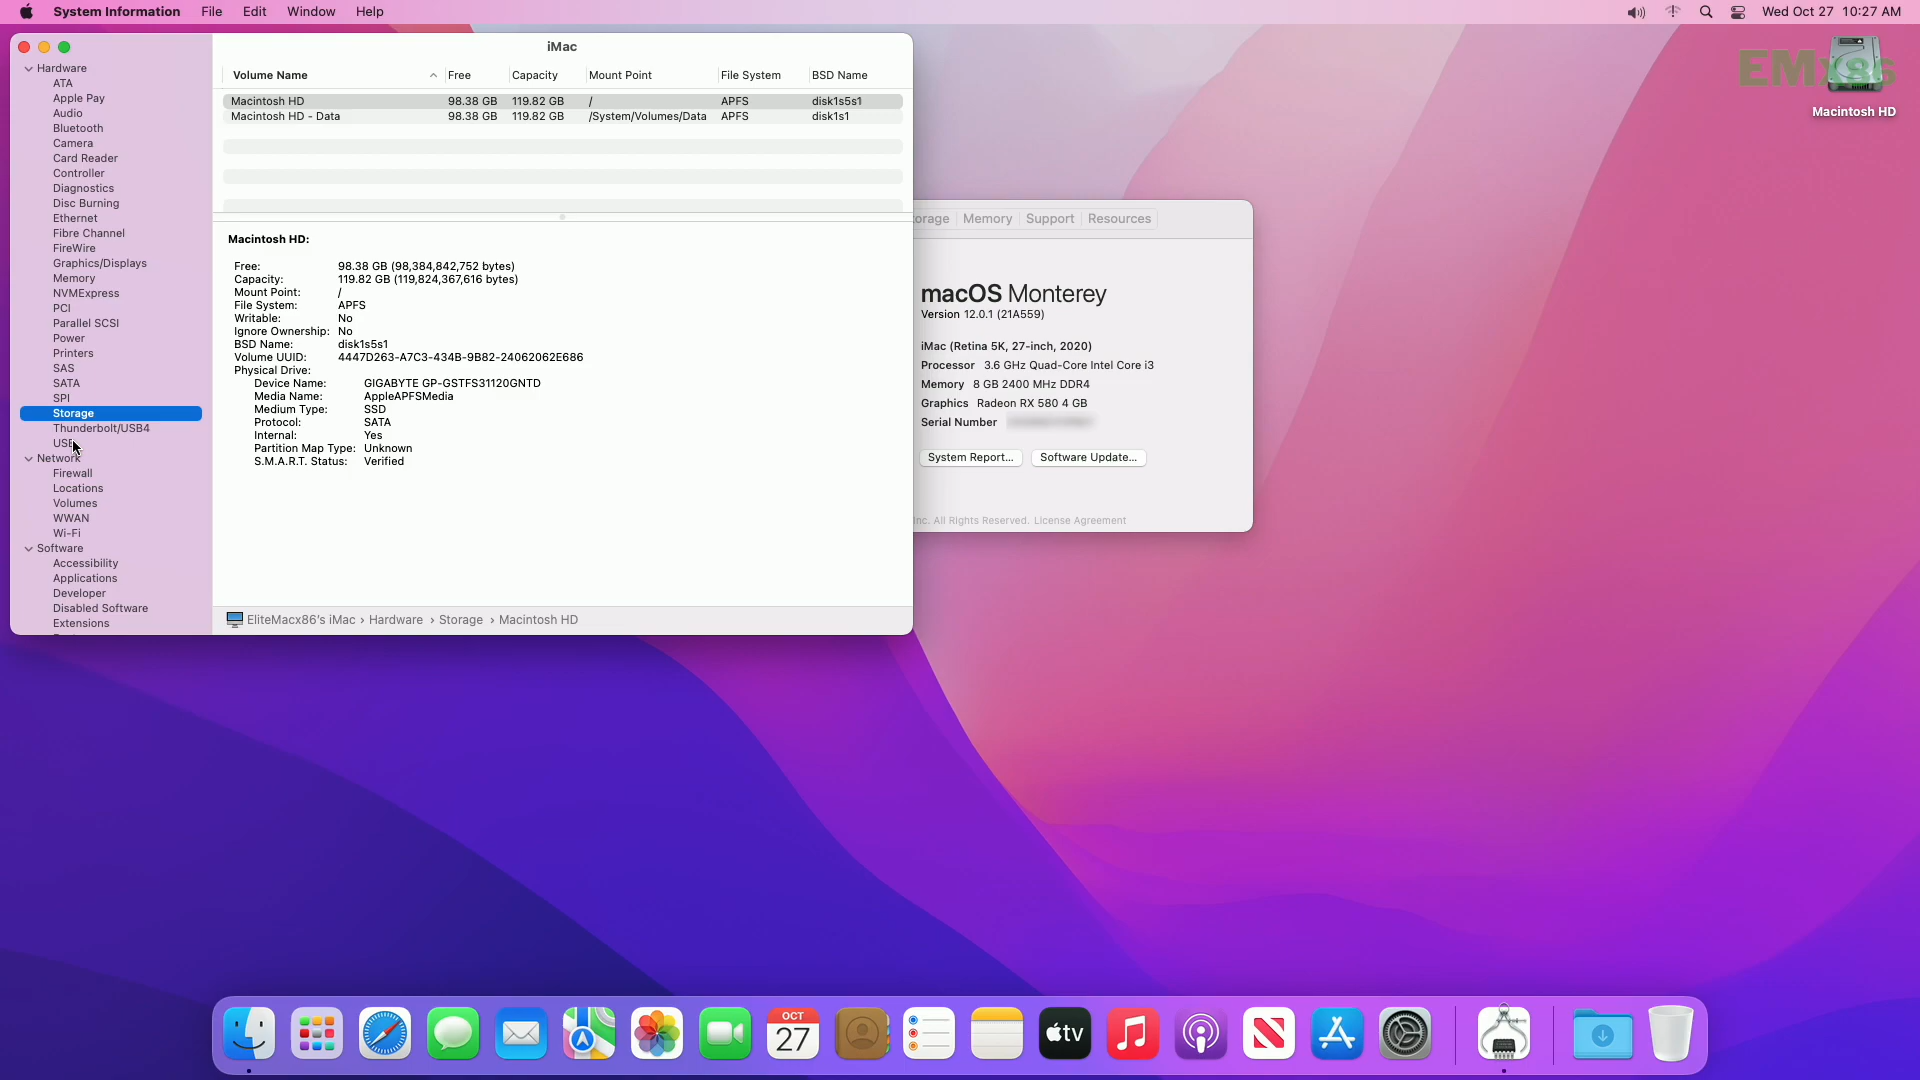 System Information File Edit Window Help
Wed Oct 27 10:27 AM
iMac
Hardware
ATA
Apple Pay
Audio
Bluetooth
Camera
Card Reader
Controller
Diagnostics
Disc Burning
Ethernet
Fibre Channel
FireWire
Graphics/Displays
Memory
NVMExpress
PCI
Parallel SCSI
Power
Printers
SAS
SATA
SPI
Storage
Thunderbolt/USB4
USB
Network
Firewall
Locations
Volumes
WWAN
Wi-Fi
Software
Accessibility
Applications
Developer
Disabled Software
Extensions
Volume Name Free Capacity Mount Point File System BSD Name
Macintosh HD 98.38 GB 119.82 GB / APFS disk1s5s1
Macintosh HD - Data 98.38 GB 119.82 GB /System/Volumes/Data APFS disk1s1
Macintosh HD:
Free: 98.38 GB (98,384,842,752 bytes)
Capacity: 119.82 GB (119,824,367,616 bytes)
Mount Point: /
File System: APFS
Writable: No
Ignore Ownership: No
BSD Name: disk1s5s1
Volume UUID: 4447D263-A7C3-434B-9B82-24062062E686
Physical Drive:
Device Name: GIGABYTE GP-GSTFS31120GNTD
Media Name: AppleAPFSMedia
Medium Type: SSD
Protocol: SATA
Internal: Yes
Partition Map Type: Unknown
S.M.A.R.T. Status: Verified
EliteMacx86's iMac › Hardware › Storage › Macintosh HD
orage Memory Support Resources
macOS Monterey
Version 12.0.1 (21A559)
iMac (Retina 5K, 27-inch, 2020)
Processor 3.6 GHz Quad-Core Intel Core i3
Memory 8 GB 2400 MHz DDR4
Graphics Radeon RX 580 4 GB
Serial Number
System Report... Software Update...
Inc. All Rights Reserved. License Agreement
EMx86
Macintosh HD
OCT
27
tv